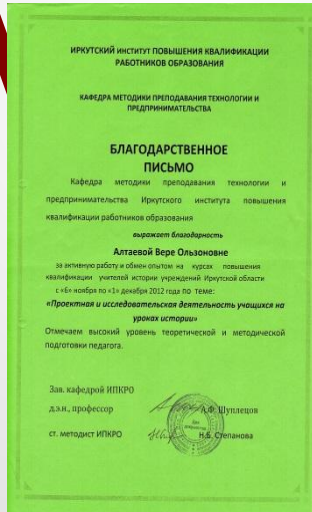 ИРКУТСКИЙ ИНСТИТУТ ПОВЫШЕНИЯ КВАЛИФИКАЦИИ
РАБОТНИКОВ ОБРАЗОВАНИЯ
КАФЕДРА МЕТОДИКИ ПРЕПОДАВАНИЯ ТЕХНОЛОГИИ И
ПРЕДПРИНИМАТЕЛЬСТВА
БЛАГОДАРСТВЕННОЕ
ПИСЬМО
Кафедра методики преподавания технологии и
предпринимательства Иркутского института повышения
квалификации работников образования
выражает благодарность
Алтаевой Вере Ользоновне
за активную работу и обмен опытом на курсах повышения
квалификации учителей истории учреждений Иркутской области
с «6» ноября по «1» декабря 2012 года по теме:
«Проектная и исследовательская деятельность учащихся на
уроках истории»
Отмечаем высокий уровень теоретической и методической
подготовки педагога.
Зав. кафедрой ИПКРО
д.э.н., профессор А.Ф. Шуплецов
ст. методист ИПКРО Н.Б. Степанова